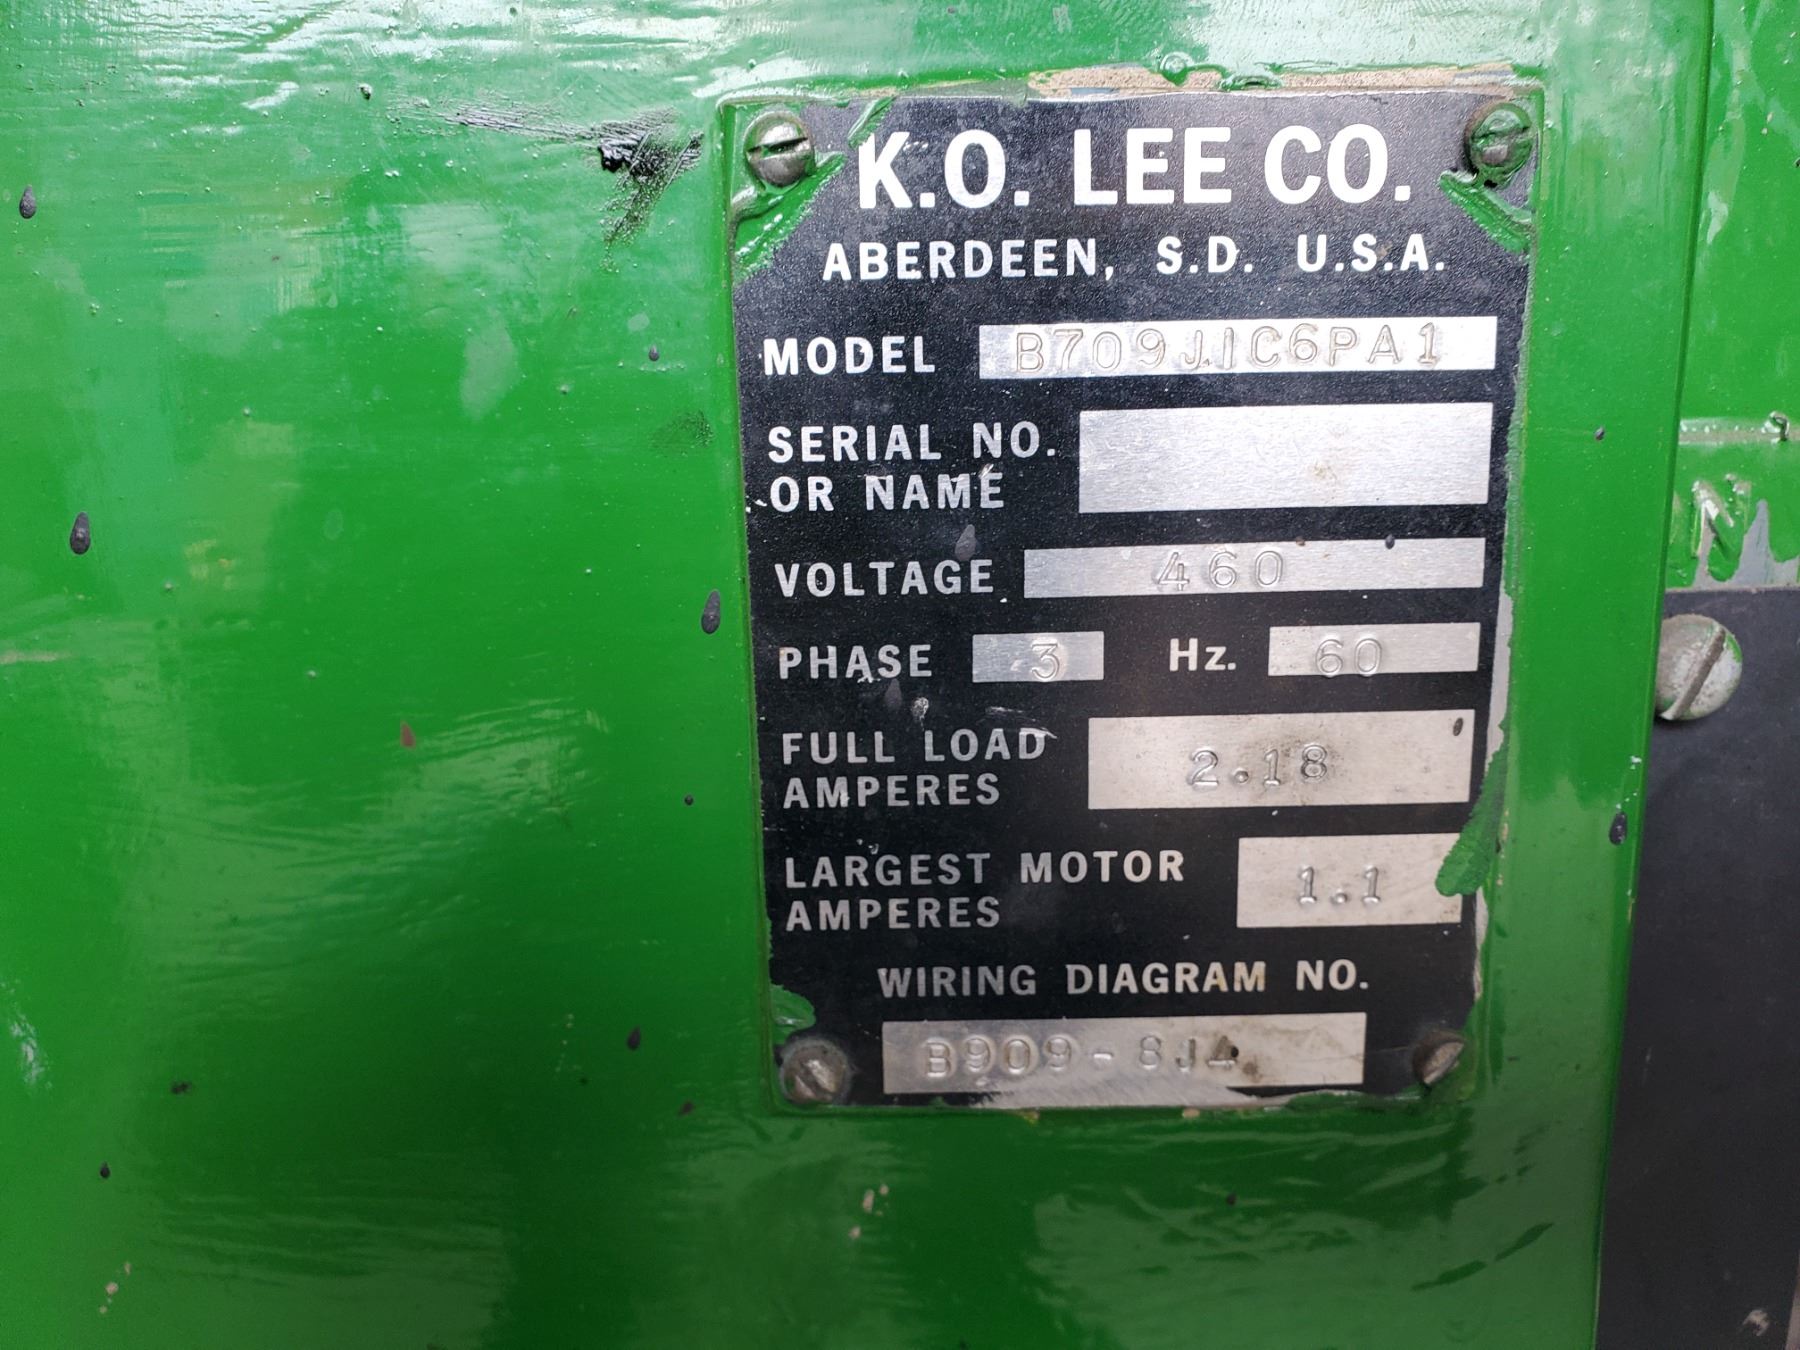 K.O. LEE CO.
ABERDEEN, S.D. U.S.A.
MODEL B709J1C6PA1
SERIAL NO.
OR NAME
VOLTAGE 460
PHASE 3 Hz. 60
FULL LOAD
AMPERES 2.18
LARGEST MOTOR
AMPERES 1.1
WIRING DIAGRAM NO.
B909-8J4
N